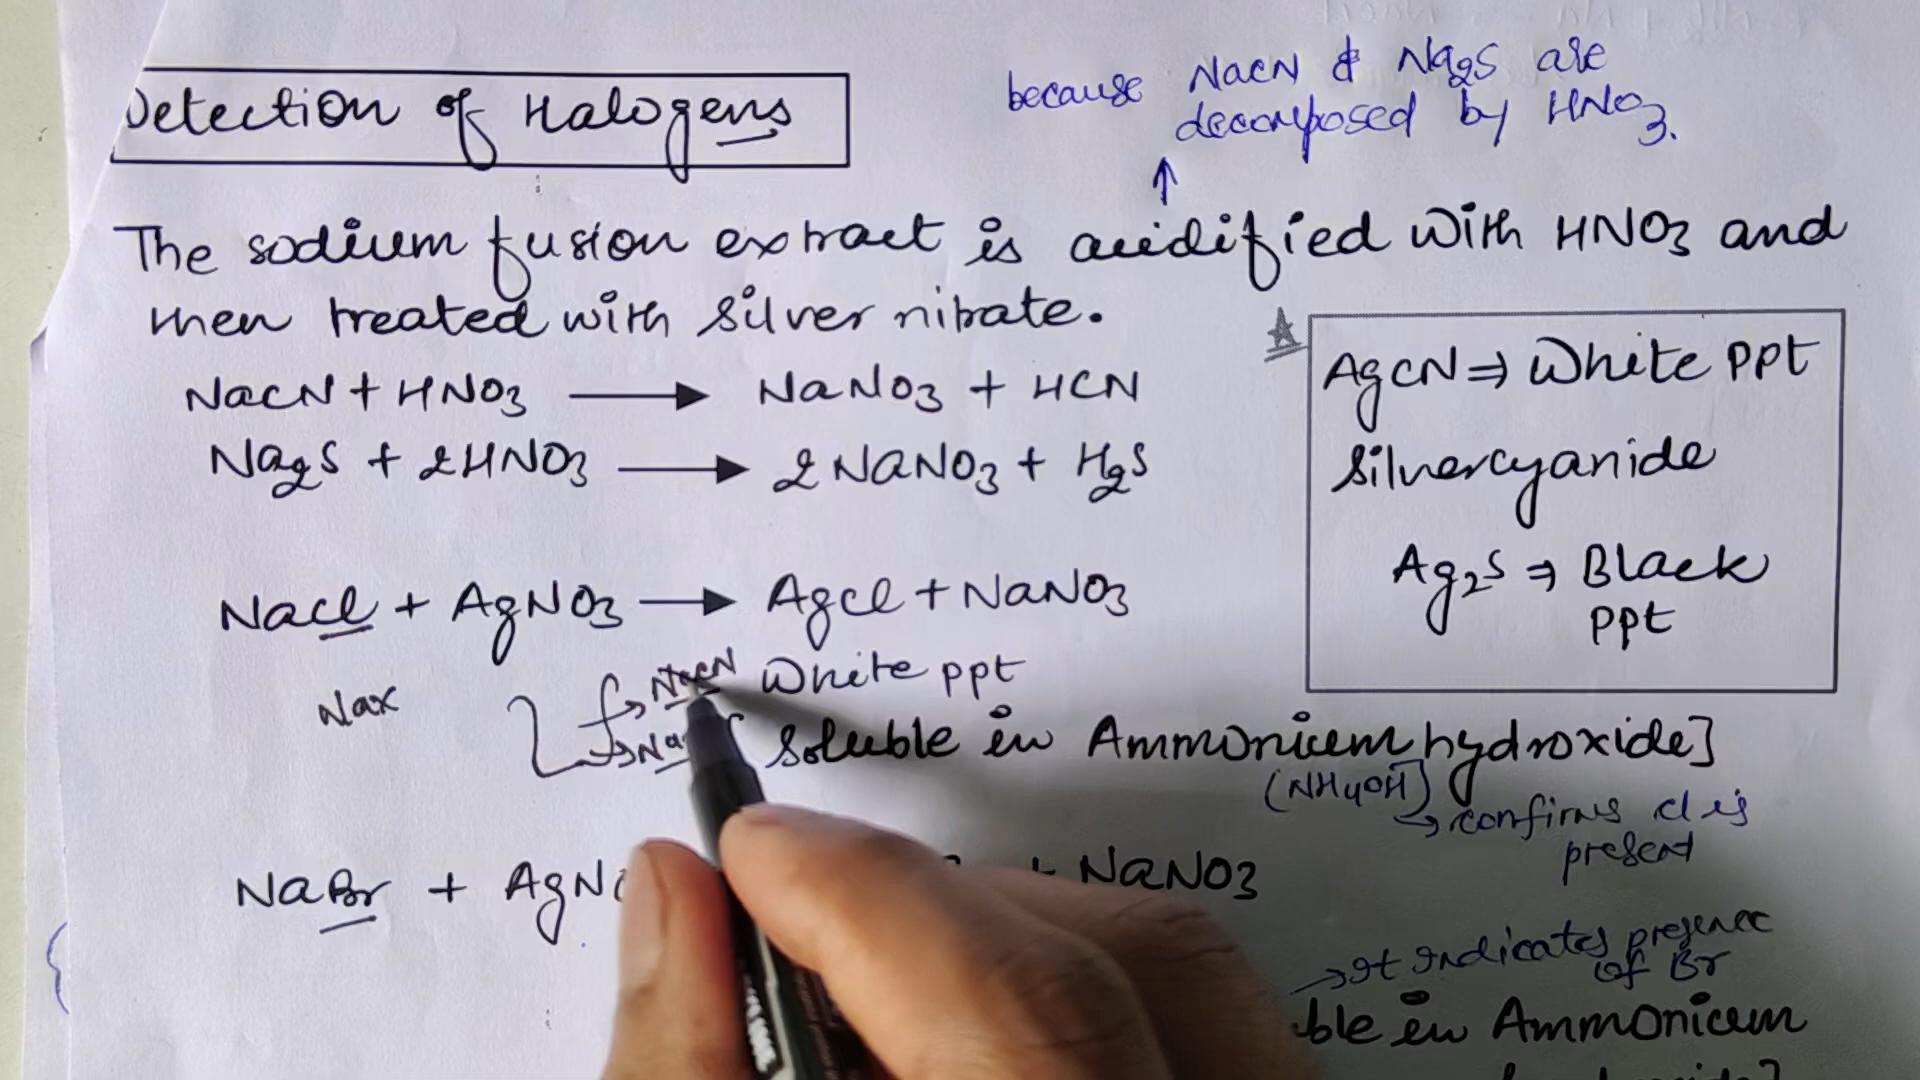 Detection of Halogens
because NaCN & Na2S are
decomposed by HNO3.
↑
The sodium fusion extract is acidified with HNO3 and
then treated with silver nitrate.
NaCN + HNO3 → NaNO3 + HCN
Na2S + 2HNO3 → 2NaNO3 + H2S
AgCN ⇒ White ppt
silvercyanide
Ag2S ⇒ Black
ppt
NaCl + AgNO3 → AgCl + NaNO3
NaCN White ppt
NaX
soluble in Ammonium hydroxide]
(NH4OH]
→ confirms Cl is
present
NaBr + + NaNO3
→ It indicates presence
of Br
in Ammonium